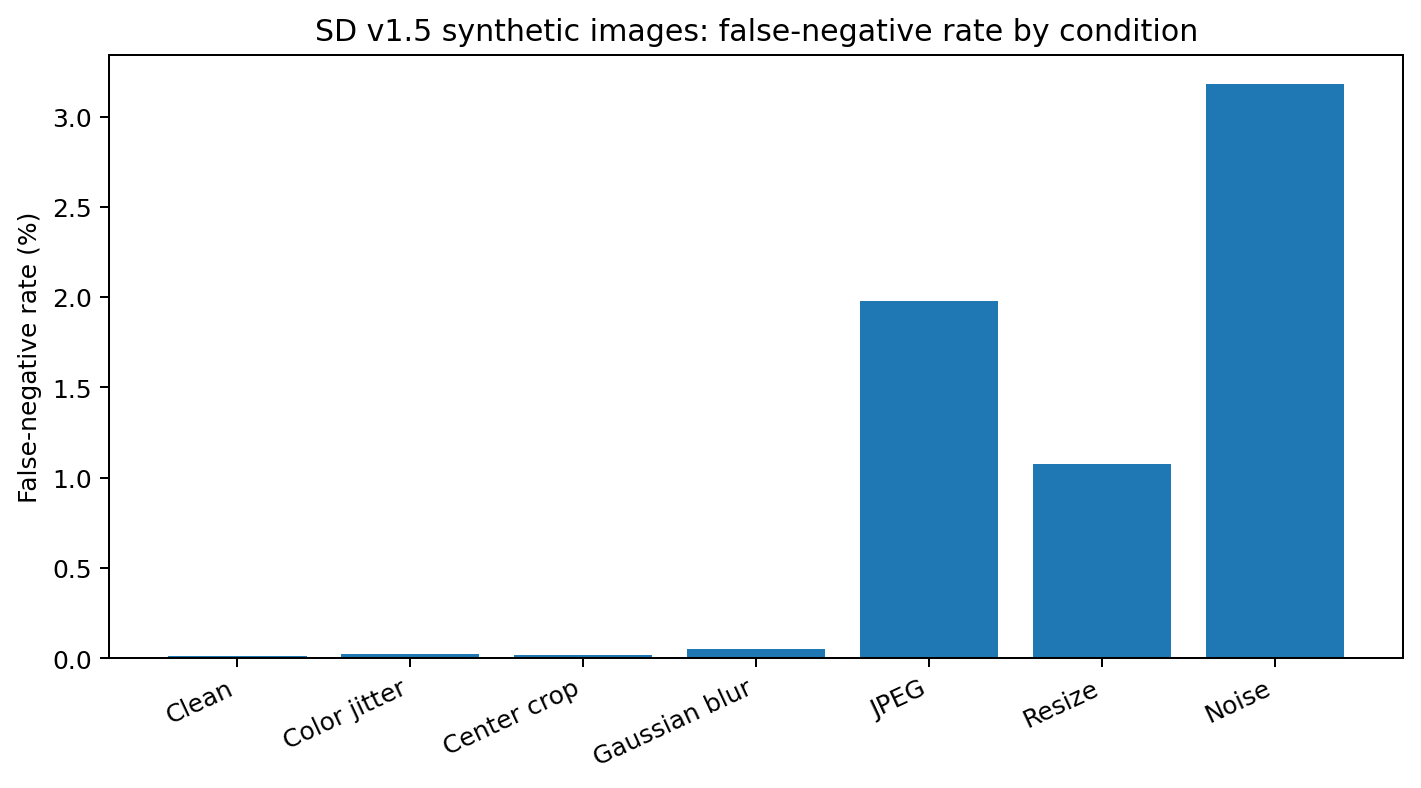 SD v1.5 synthetic images: false-negative rate by condition
False-negative rate (%)
3.0
2.5
2.0
1.5
1.0
0.5
0.0
Clean
Color jitter
Center crop
Gaussian blur
JPEG
Resize
Noise